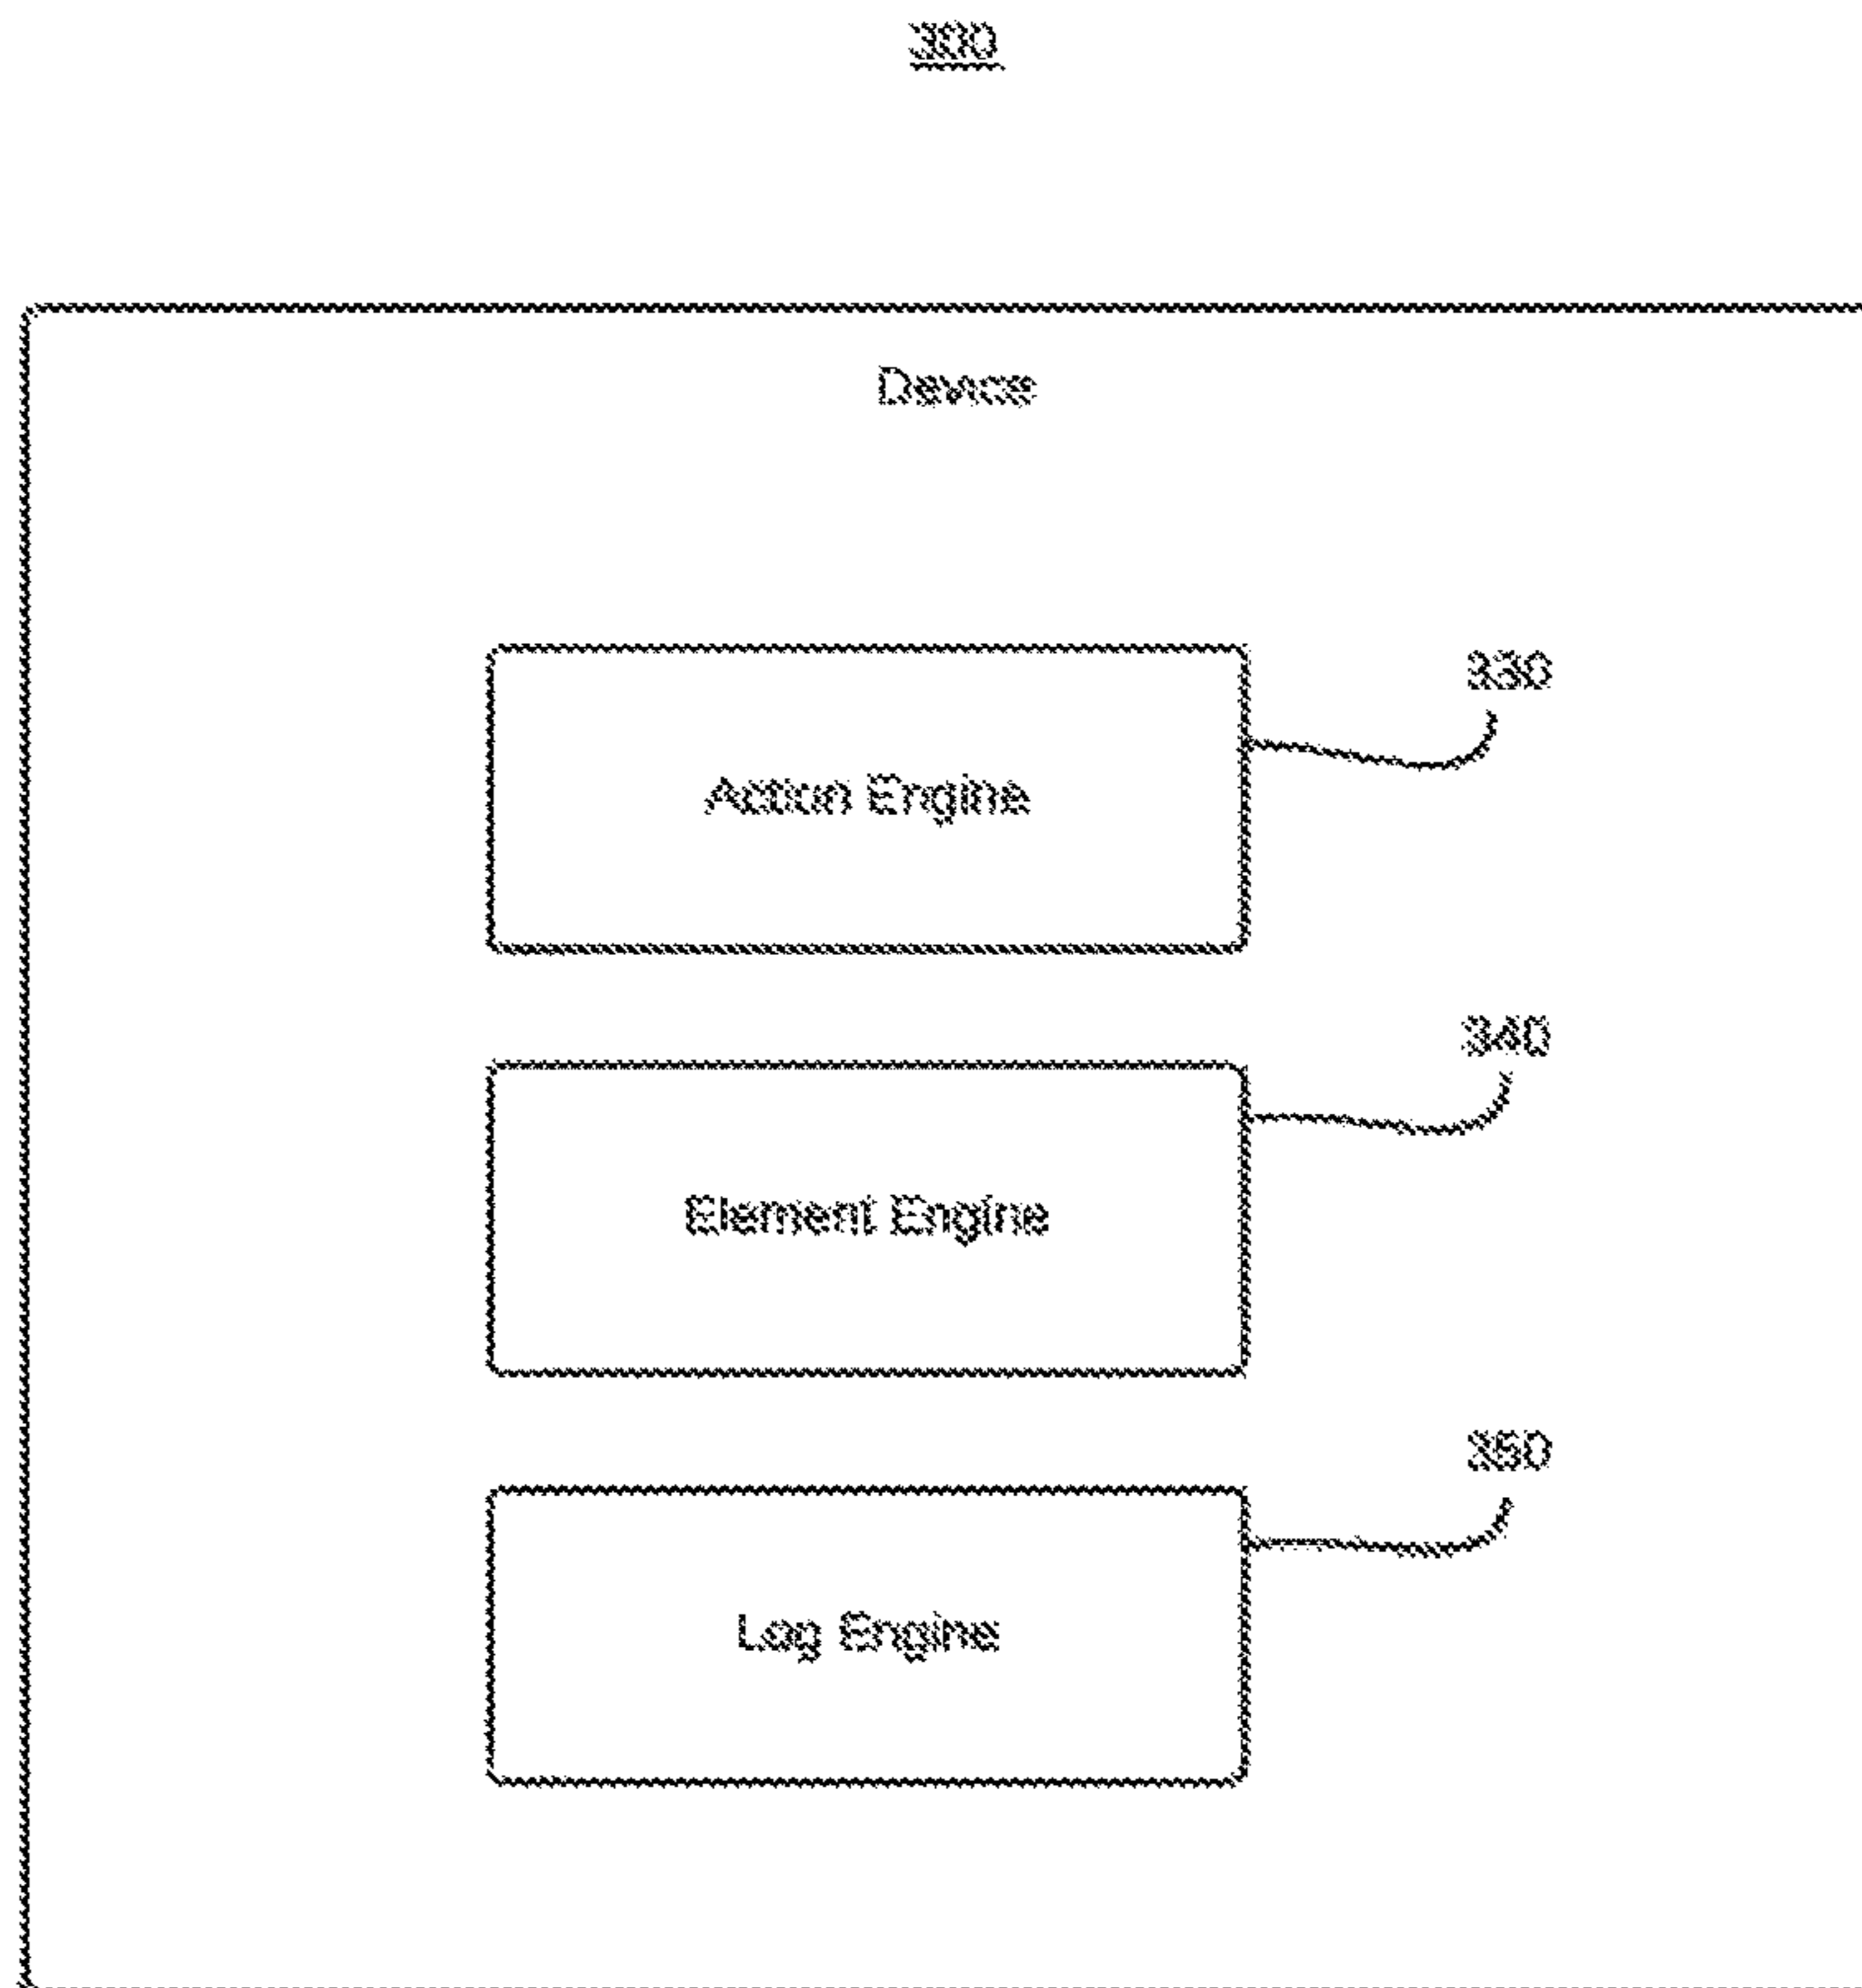 300
Device
330
Action Engine
340
Element Engine
350
Log Engine